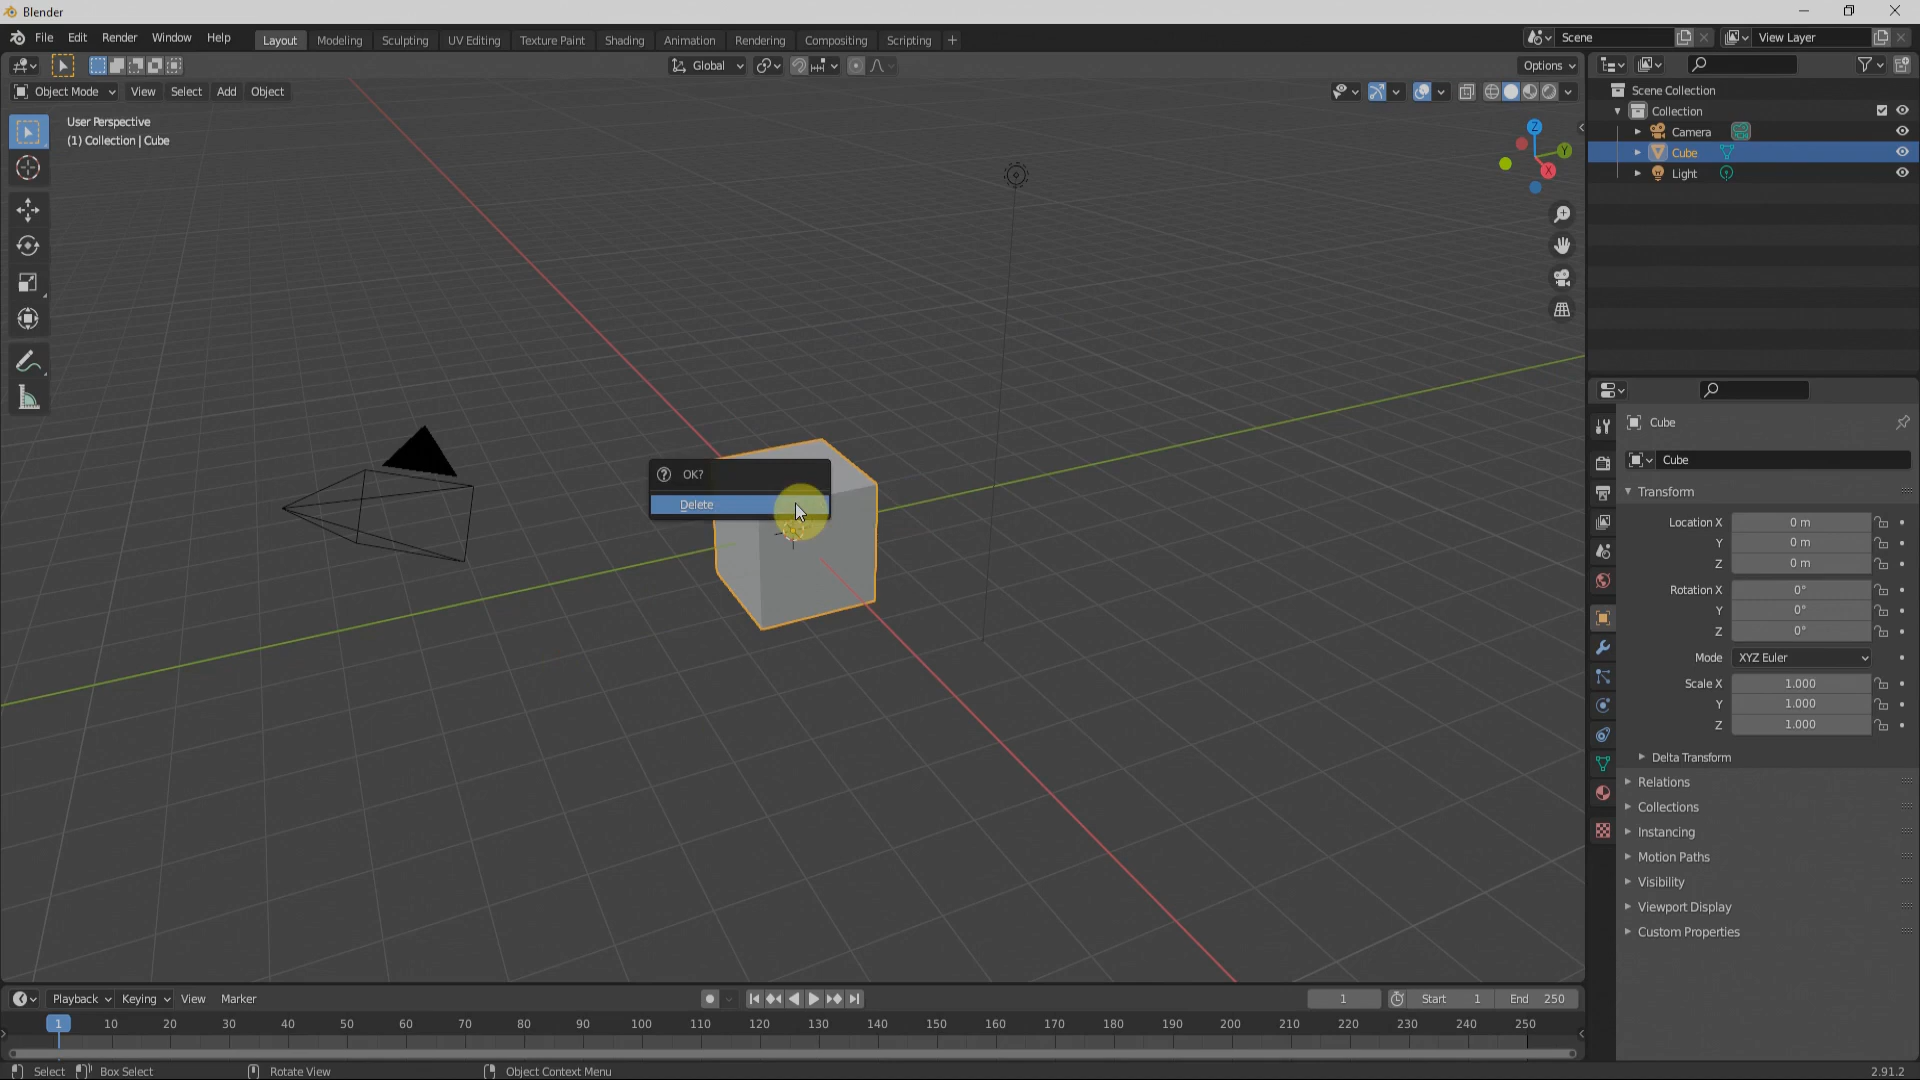 Blender
File Edit Render Window Help Layout Modeling Sculpting UV Editing Texture Paint Shading Animation Rendering Compositing Scripting + Scene View Layer
Global Options
Object Mode View Select Add Object
User Perspective
(1) Collection | Cube
Z
Y
X
OK?
Delete
Scene Collection
Collection
Camera
Cube
Light
Cube
Cube
Transform
Location X 0 m
Y 0 m
Z 0 m
Rotation X 0°
Y 0°
Z 0°
Mode XYZ Euler
Scale X 1.000
Y 1.000
Z 1.000
Delta Transform
Relations
Collections
Instancing
Motion Paths
Visibility
Viewport Display
Custom Properties
Playback Keying View Marker 1 Start 1 End 250
1 10 20 30 40 50 60 70 80 90 100 110 120 130 140 150 160 170 180 190 200 210 220 230 240 250
Select Box Select Rotate View Object Context Menu 2.91.2